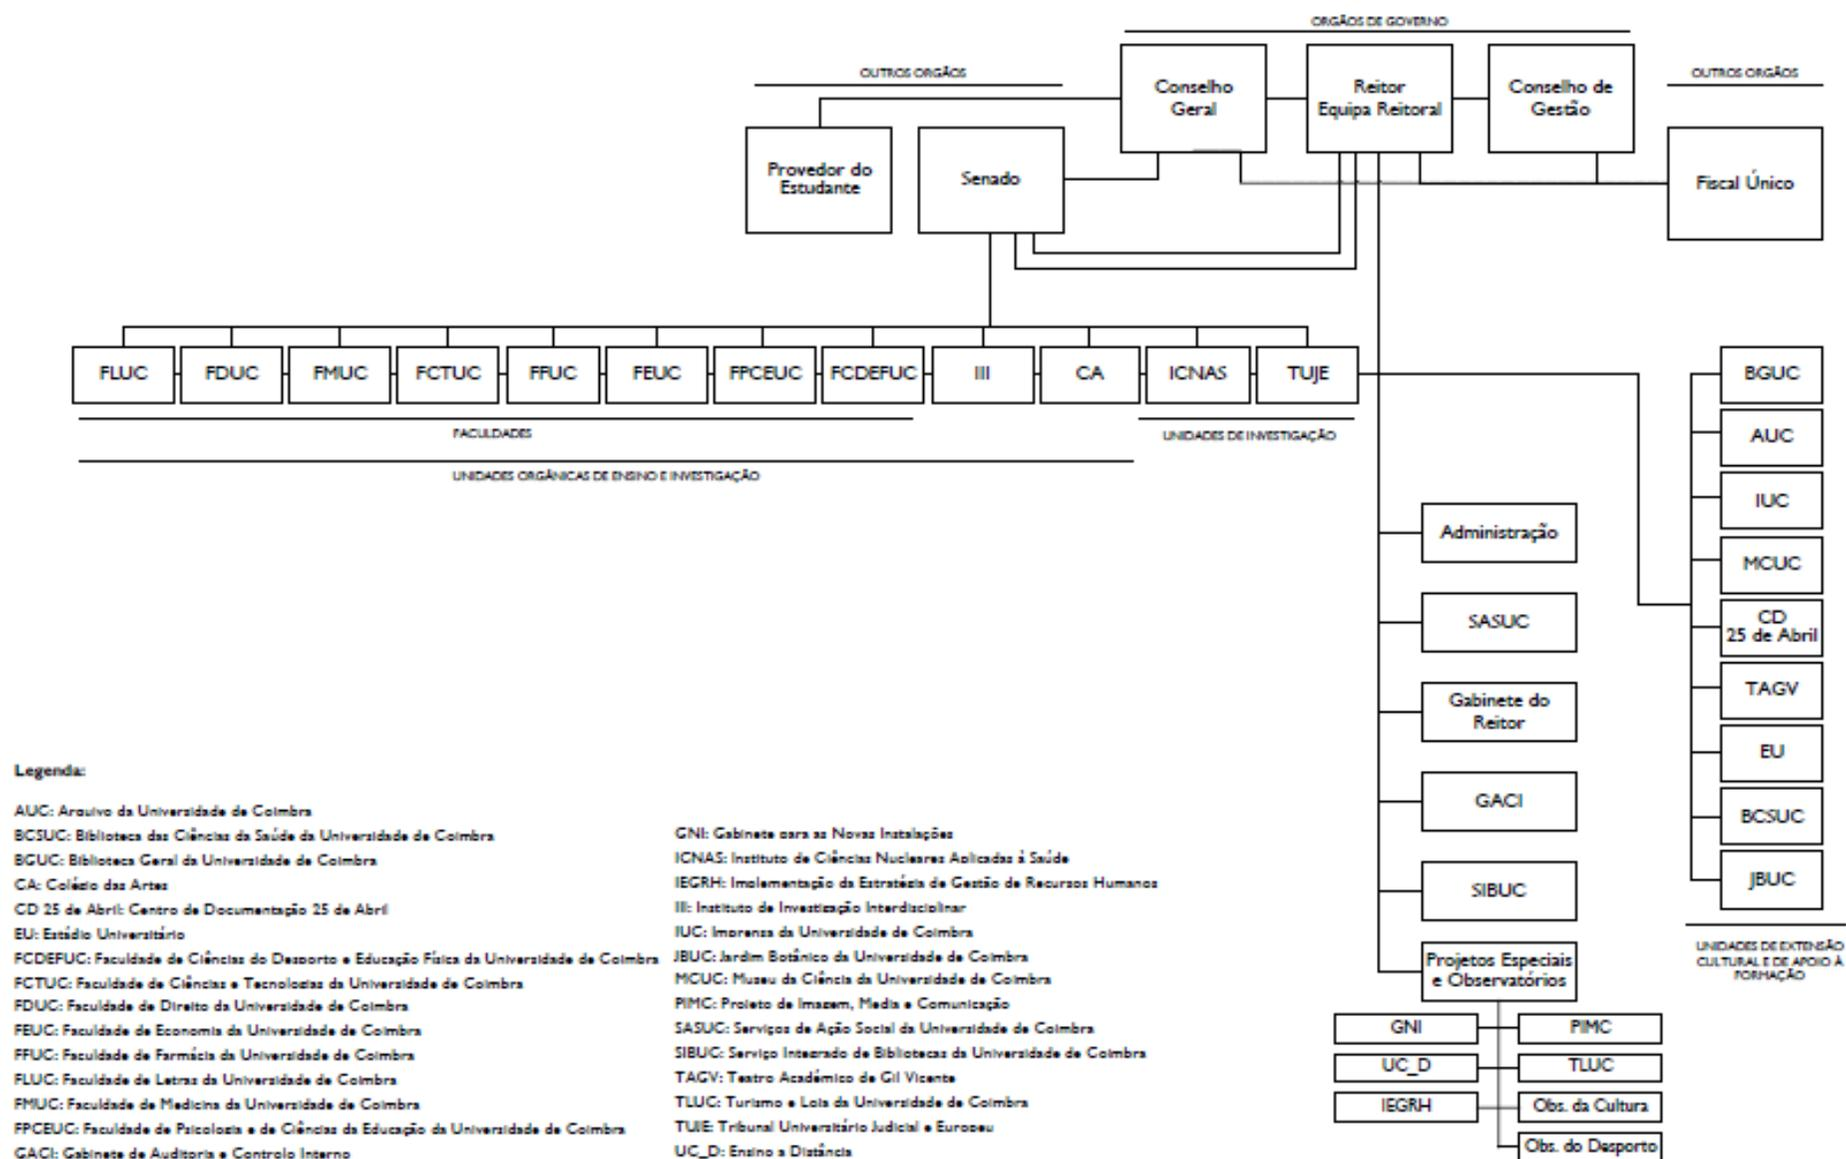 ORGÃOS DE GOVERNO
OUTROS ORGÃOS
OUTROS ORGÃOS
Conselho
Geral
Reitor
Equipa Reitoral
Conselho de
Gestão
Provedor do
Estudante
Senado
Fiscal Único
FLUC
FDUC
FMUC
FCTUC
FFUC
FEUC
FPCEUC
FCDEFUC
III
CA
ICNAS
TUJE
FACULDADES
UNIDADES DE INVESTIGAÇÃO
UNIDADES ORGÂNICAS DE ENSINO E INVESTIGAÇÃO
BGUC
AUC
IUC
MCUC
CD
25 de Abril
TAGV
EU
BCSUC
JBUC
UNIDADES DE EXTENSÃO
CULTURAL E DE APOIO À
FORMAÇÃO
Administração
SASUC
Gabinete do
Reitor
GACI
SIBUC
Projetos Especiais
e Observatórios
GNI
PIMC
UC_D
TLUC
IEGRH
Obs. da Cultura
Obs. do Desporto
Legenda:
AUC: Arquivo da Universidade de Coimbra
BCSUC: Biblioteca das Ciências da Saúde da Universidade de Coimbra
BGUC: Biblioteca Geral da Universidade de Coimbra
CA: Colégio das Artes
CD 25 de Abril: Centro de Documentação 25 de Abril
EU: Estádio Universitário
FCDEFUC: Faculdade de Ciências do Desporto e Educação Física da Universidade de Coimbra
FCTUC: Faculdade de Ciências e Tecnologias da Universidade de Coimbra
FDUC: Faculdade de Direito da Universidade de Coimbra
FEUC: Faculdade de Economia da Universidade de Coimbra
FFUC: Faculdade de Farmácia da Universidade de Coimbra
FLUC: Faculdade de Letras da Universidade de Coimbra
FMUC: Faculdade de Medicina da Universidade de Coimbra
FPCEUC: Faculdade de Psicologia e de Ciências da Educação da Universidade de Coimbra
GACI: Gabinete de Auditoria e Controlo Interno
GNI: Gabinete para as Novas Instalações
ICNAS: Instituto de Ciências Nucleares Aplicadas à Saúde
IEGRH: Implementação da Estratégia de Gestão de Recursos Humanos
III: Instituto de Investigação Interdisciplinar
IUC: Imprensa da Universidade de Coimbra
JBUC: Jardim Botânico da Universidade de Coimbra
MCUC: Museu da Ciência da Universidade de Coimbra
PIMC: Projeto de Imagem, Media e Comunicação
SASUC: Serviços de Ação Social da Universidade de Coimbra
SIBUC: Serviço Integrado de Bibliotecas da Universidade de Coimbra
TAGV: Teatro Académico de Gil Vicente
TLUC: Turismo e Loja da Universidade de Coimbra
TUJE: Tribunal Universitário Judicial e Europeu
UC_D: Ensino a Distância